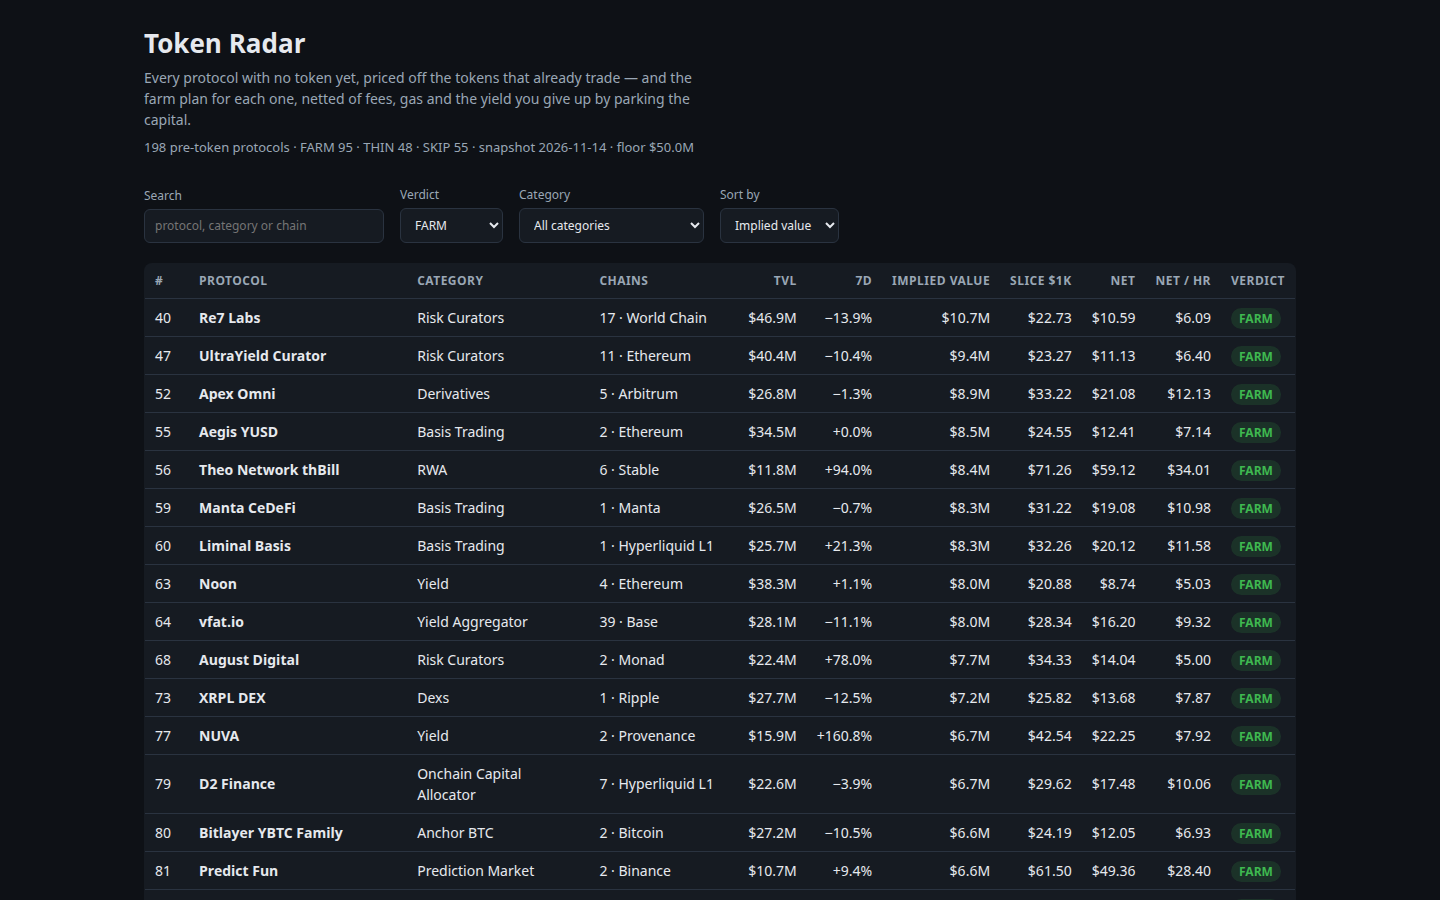 Token Radar
Every protocol with no token yet, priced off the tokens that already trade — and the
farm plan for each one, netted of fees, gas and the yield you give up by parking the
capital.
198 pre-token protocols · FARM 95 · THIN 48 · SKIP 55 · snapshot 2026-11-14 · floor $50.0M
Search Verdict Category Sort by
protocol, category or chain FARM All categories Implied value
# PROTOCOL CATEGORY CHAINS TVL 7D IMPLIED VALUE SLICE $1K NET NET / HR VERDICT
40 Re7 Labs Risk Curators 17 · World Chain $46.9M −13.9% $10.7M $22.73 $10.59 $6.09 FARM
47 UltraYield Curator Risk Curators 11 · Ethereum $40.4M −10.4% $9.4M $23.27 $11.13 $6.40 FARM
52 Apex Omni Derivatives 5 · Arbitrum $26.8M −1.3% $8.9M $33.22 $21.08 $12.13 FARM
55 Aegis YUSD Basis Trading 2 · Ethereum $34.5M +0.0% $8.5M $24.55 $12.41 $7.14 FARM
56 Theo Network thBill RWA 6 · Stable $11.8M +94.0% $8.4M $71.26 $59.12 $34.01 FARM
59 Manta CeDeFi Basis Trading 1 · Manta $26.5M −0.7% $8.3M $31.22 $19.08 $10.98 FARM
60 Liminal Basis Basis Trading 1 · Hyperliquid L1 $25.7M +21.3% $8.3M $32.26 $20.12 $11.58 FARM
63 Noon Yield 4 · Ethereum $38.3M +1.1% $8.0M $20.88 $8.74 $5.03 FARM
64 vfat.io Yield Aggregator 39 · Base $28.1M −11.1% $8.0M $28.34 $16.20 $9.32 FARM
68 August Digital Risk Curators 2 · Monad $22.4M +78.0% $7.7M $34.33 $14.04 $5.00 FARM
73 XRPL DEX Dexs 1 · Ripple $27.7M −12.5% $7.2M $25.82 $13.68 $7.87 FARM
77 NUVA Yield 2 · Provenance $15.9M +160.8% $6.7M $42.54 $22.25 $7.92 FARM
79 D2 Finance Onchain Capital Allocator 7 · Hyperliquid L1 $22.6M −3.9% $6.7M $29.62 $17.48 $10.06 FARM
80 Bitlayer YBTC Family Anchor BTC 2 · Bitcoin $27.2M −10.5% $6.6M $24.19 $12.05 $6.93 FARM
81 Predict Fun Prediction Market 2 · Binance $10.7M +9.4% $6.6M $61.50 $49.36 $28.40 FARM